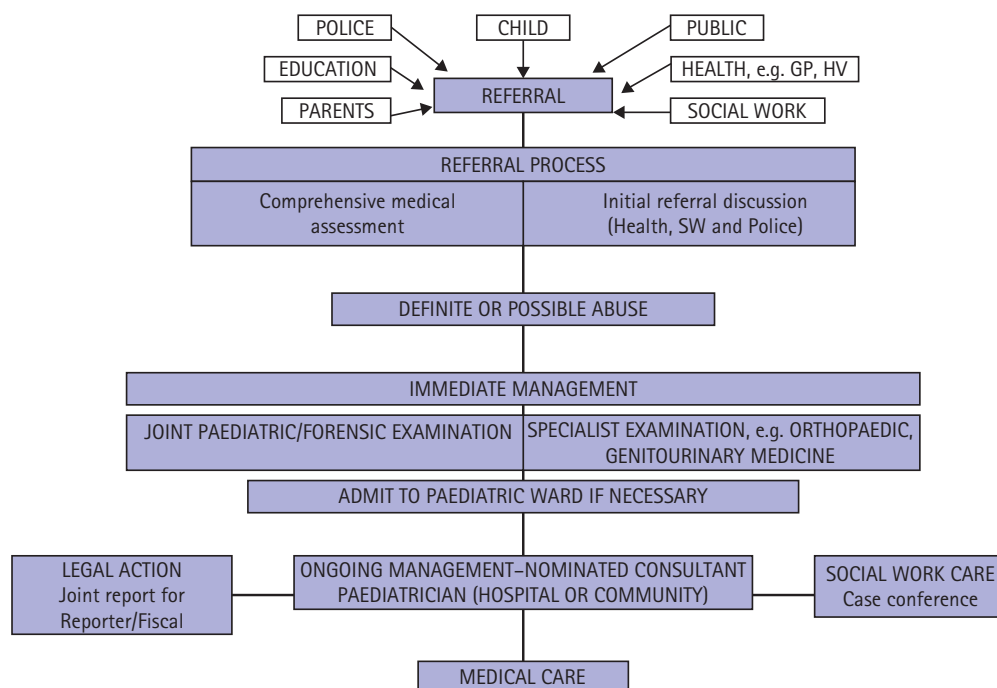 POLICE
CHILD
PUBLIC
EDUCATION
HEALTH, e.g. GP, HV
REFERRAL
PARENTS
SOCIAL WORK
REFERRAL PROCESS
Comprehensive medical
assessment
Initial referral discussion
(Health, SW and Police)
DEFINITE OR POSSIBLE ABUSE
IMMEDIATE MANAGEMENT
JOINT PAEDIATRIC/FORENSIC EXAMINATION
SPECIALIST EXAMINATION, e.g. ORTHOPAEDIC,
GENITOURINARY MEDICINE
ADMIT TO PAEDIATRIC WARD IF NECESSARY
LEGAL ACTION
Joint report for
Reporter/Fiscal
ONGOING MANAGEMENT–NOMINATED CONSULTANT
PAEDIATRICIAN (HOSPITAL OR COMMUNITY)
SOCIAL WORK CARE
Case conference
MEDICAL CARE